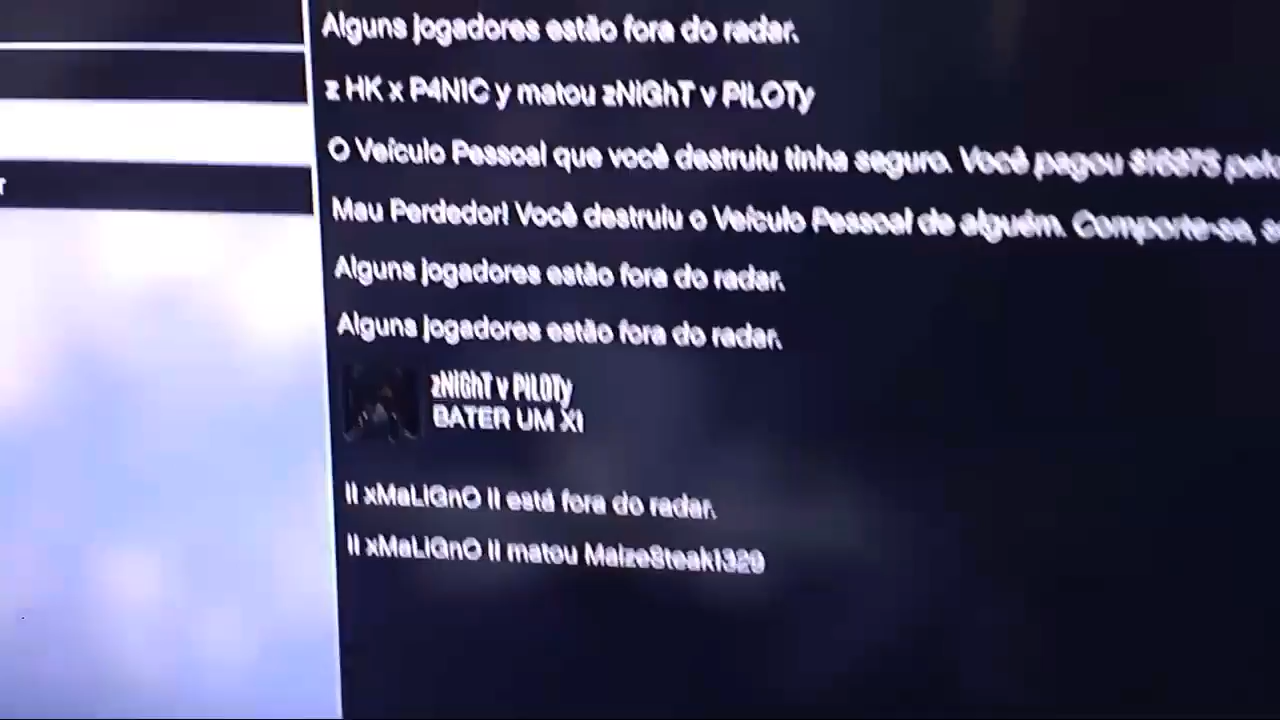 Alguns jogadores estão fora do radar.
z HK x P4N1C y matou zNiGhT v PiLOTy
O Veículo Pessoal que você destruiu tinha seguro. Você pagou
Mau Perdedor! Você destruiu o Veículo Pessoal de alguém. Comporte-se,
Alguns jogadores estão fora do radar.
Alguns jogadores estão fora do radar.
zNiGhT v PiLOTy
BATER UM X1
II xMaLiGnO II está fora do radar.
II xMaLiGnO II matou MaizeSteak1329